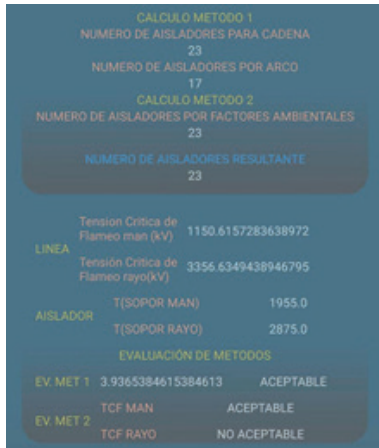 CALCULO METODO 1
NUMERO DE AISLADORES PARA CADENA
23
NUMERO DE AISLADORES POR ARCO
17
CALCULO METODO 2
NUMERO DE AISLADORES POR FACTORES AMBIENTALES
23
NUMERO DE AISLADORES RESULTANTE
23
LINEA
Tension Critica de
Flameo man (kV) 1150.6157283638972
Tensión Critica de
Flameo rayo(kV) 3356.6349438946795
AISLADOR
T(SOPOR MAN) 1955.0
T(SOPOR RAYO) 2875.0
EVALUACIÓN DE METODOS
EV. MET 1 3.9365384615384613 ACEPTABLE
EV. MET 2
TCF MAN ACEPTABLE
TCF RAYO NO ACEPTABLE